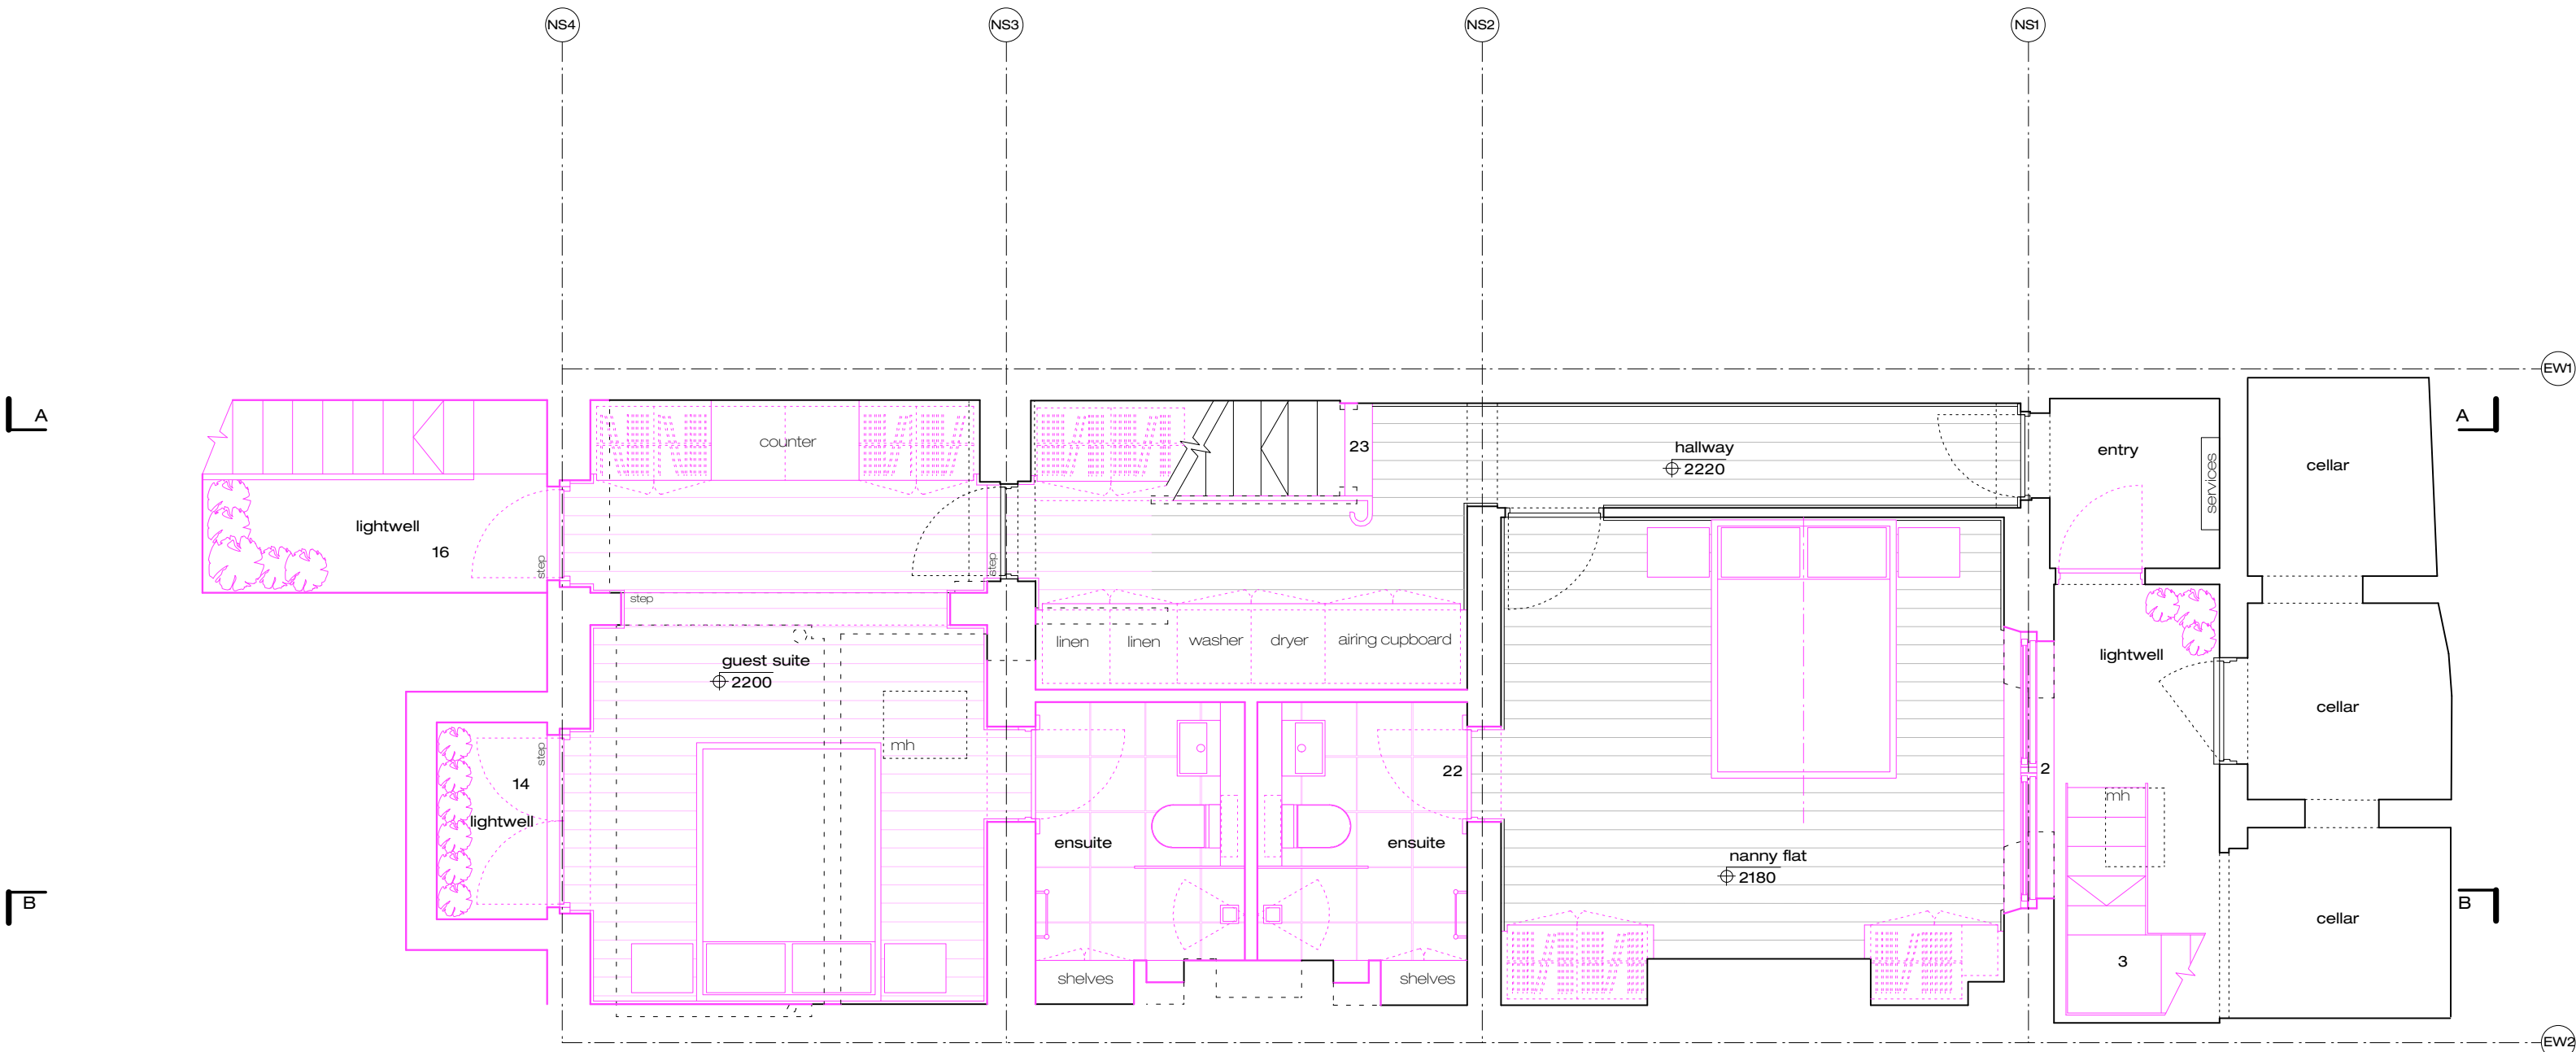 NS4
NS3
NS2
NS1
EW1
A
A
counter
23
hallway
2220
entry
services
cellar
lightwell
16
step
step
step
linen
linen
washer
dryer
airing cupboard
guest suite
2200
lightwell
mh
cellar
step
14
lightwell
22
2
mh
ensuite
ensuite
nanny flat
2180
B
B
cellar
3
shelves
shelves
EW2